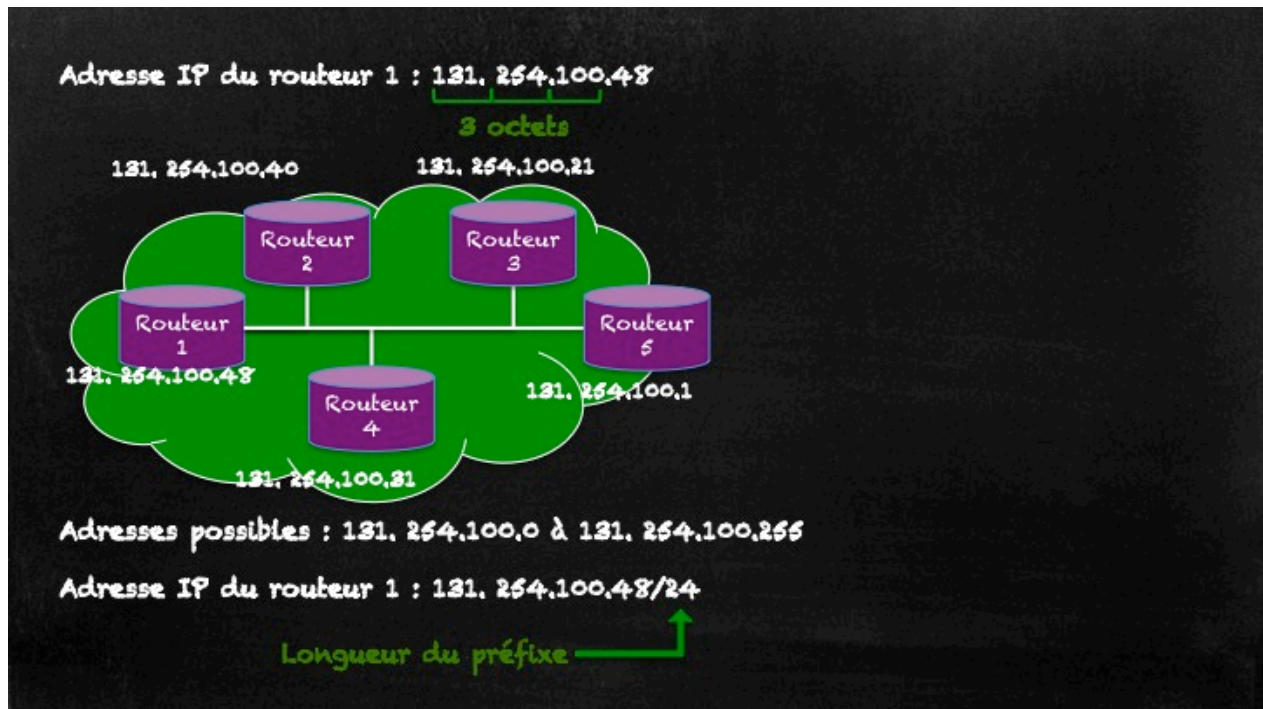 Adresse IP du routeur 1 : 131. 254.100.48
3 octets
131. 254.100.40
131. 254.100.21
Routeur
2
Routeur
3
Routeur
1
Routeur
5
131. 254.100.48
131. 254.100.1
Routeur
4
131. 254.100.31
Adresses possibles : 131. 254.100.0 à 131. 254.100.255
Adresse IP du routeur 1 : 131. 254.100.48/24
Longueur du préfixe